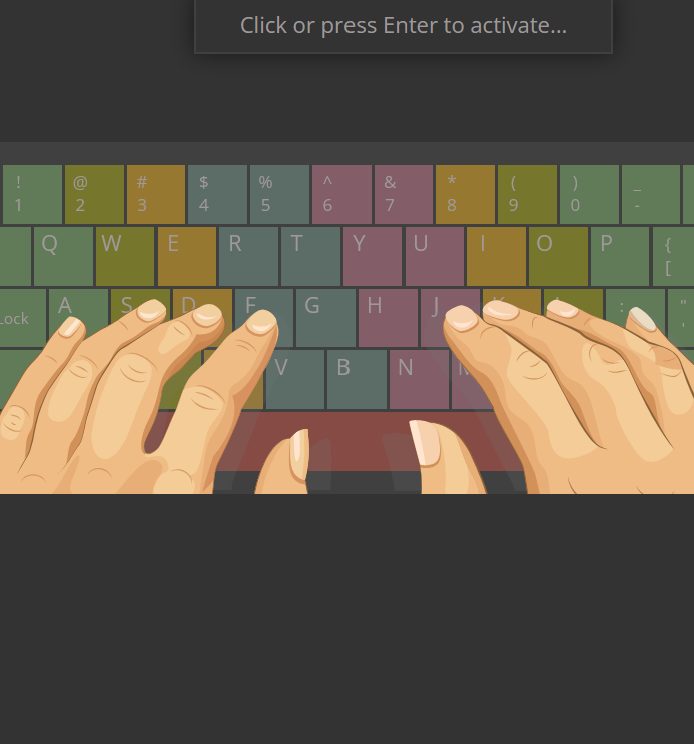 Click or press Enter to activate...
! @ # $ % ^ & * ( ) _
1 2 3 4 5 6 7 8 9 0 -
Q W E R T Y U I O P {
[
A S D F G H J K : "
Lock '
V B N M